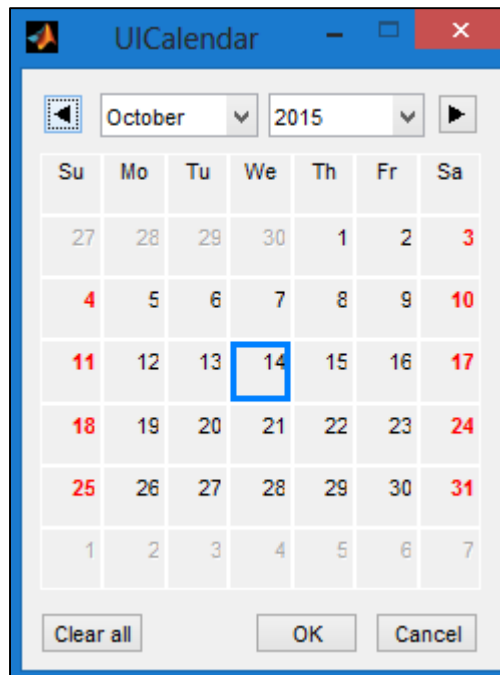 UICalendar
October 2015
Su Mo Tu We Th Fr Sa
27 28 29 30 1 2 3
4 5 6 7 8 9 10
11 12 13 14 15 16 17
18 19 20 21 22 23 24
25 26 27 28 29 30 31
1 2 3 4 5 6 7
Clear all OK Cancel